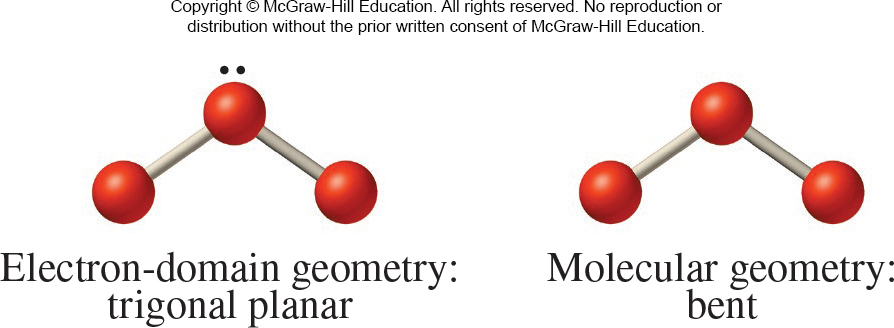 Copyright © McGraw-Hill Education. All rights reserved. No reproduction or
distribution without the prior written consent of McGraw-Hill Education.
Electron-domain geometry:
trigonal planar
Molecular geometry:
bent